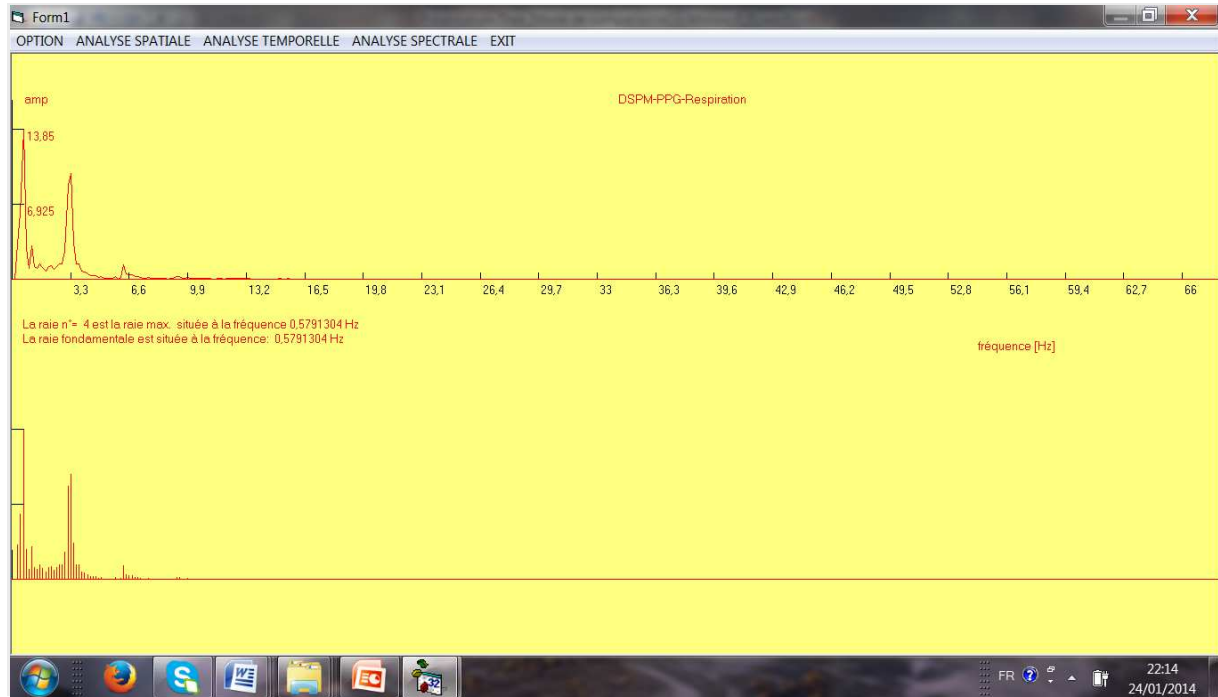 Form1
OPTION ANALYSE SPATIALE ANALYSE TEMPORELLE ANALYSE SPECTRALE EXIT
amp
DSPM-PPG-Respiration
13,85
6,925
3,3 6,6 9,9 13,2 16,5 19,8 23,1 26,4 29,7 33 36,3 39,6 42,9 46,2 49,5 52,8 56,1 59,4 62,7 66
La raie n°= 4 est la raie max. située à la fréquence 0,5791304 Hz
La raie fondamentale est située à la fréquence: 0,5791304 Hz
fréquence [Hz]
FR
22:14
24/01/2014